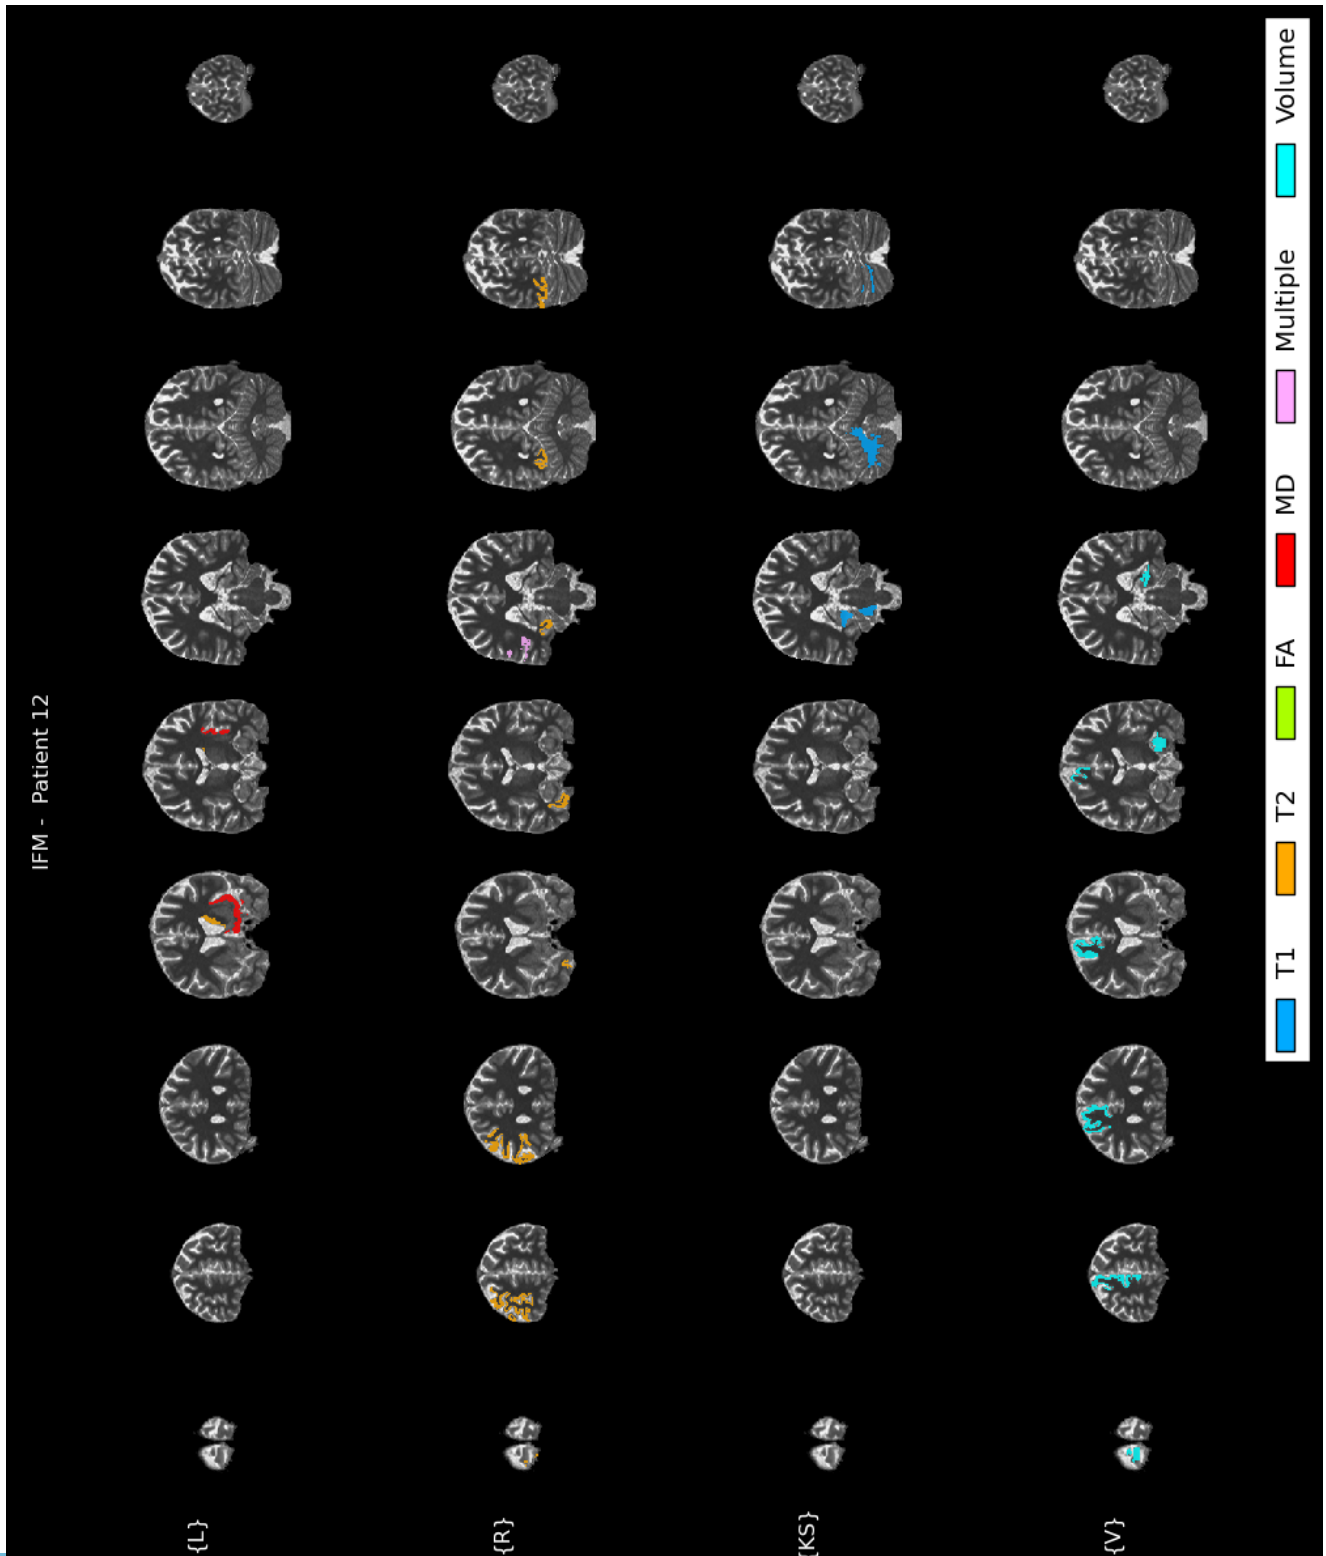 IFM - Patient 12
{L}
{R}
{KS}
{V}
T1
T2
FA
MD
Multiple
Volume